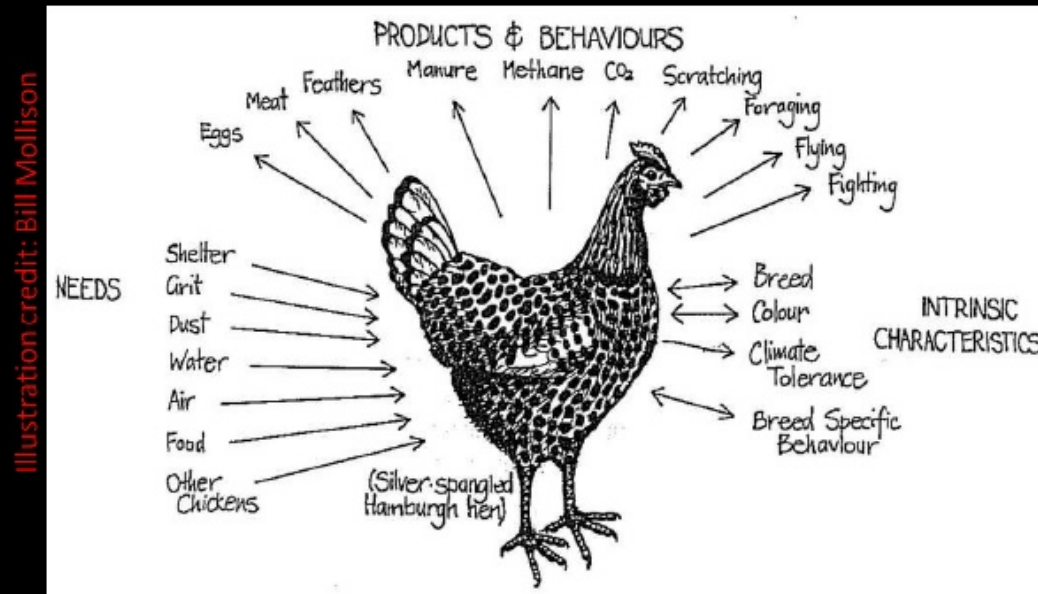 Illustration credit: Bill Mollison
PRODUCTS & BEHAVIOURS
Eggs
Meat
Feathers
Manure
Methane
CO₂
Scratching
Foraging
Flying
Fighting
NEEDS
Shelter
Grit
Dust
Water
Air
Food
Other
Chickens
(Silver-spangled
Hamburgh hen)
Breed
Colour
Climate
Tolerance
Breed Specific
Behaviour
INTRINSIC
CHARACTERISTICS